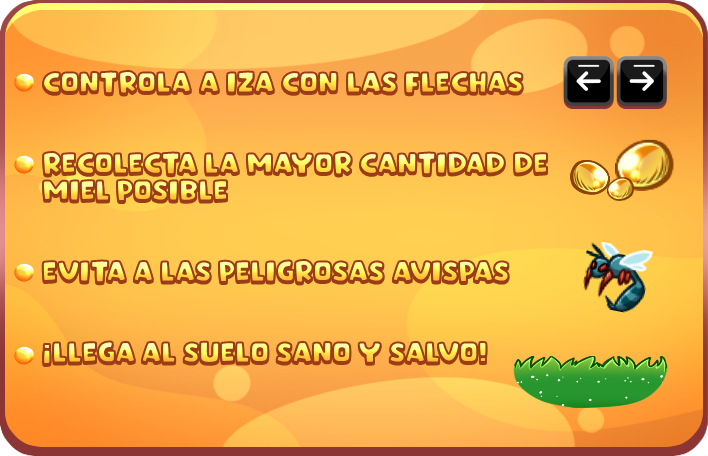 CONTROLA A IZA CON LAS FLECHAS
RECOLECTA LA MAYOR CANTIDAD DE
MIEL POSIBLE
EVITA A LAS PELIGROSAS AVISPAS
¡LLEGA AL SUELO SANO Y SALVO!